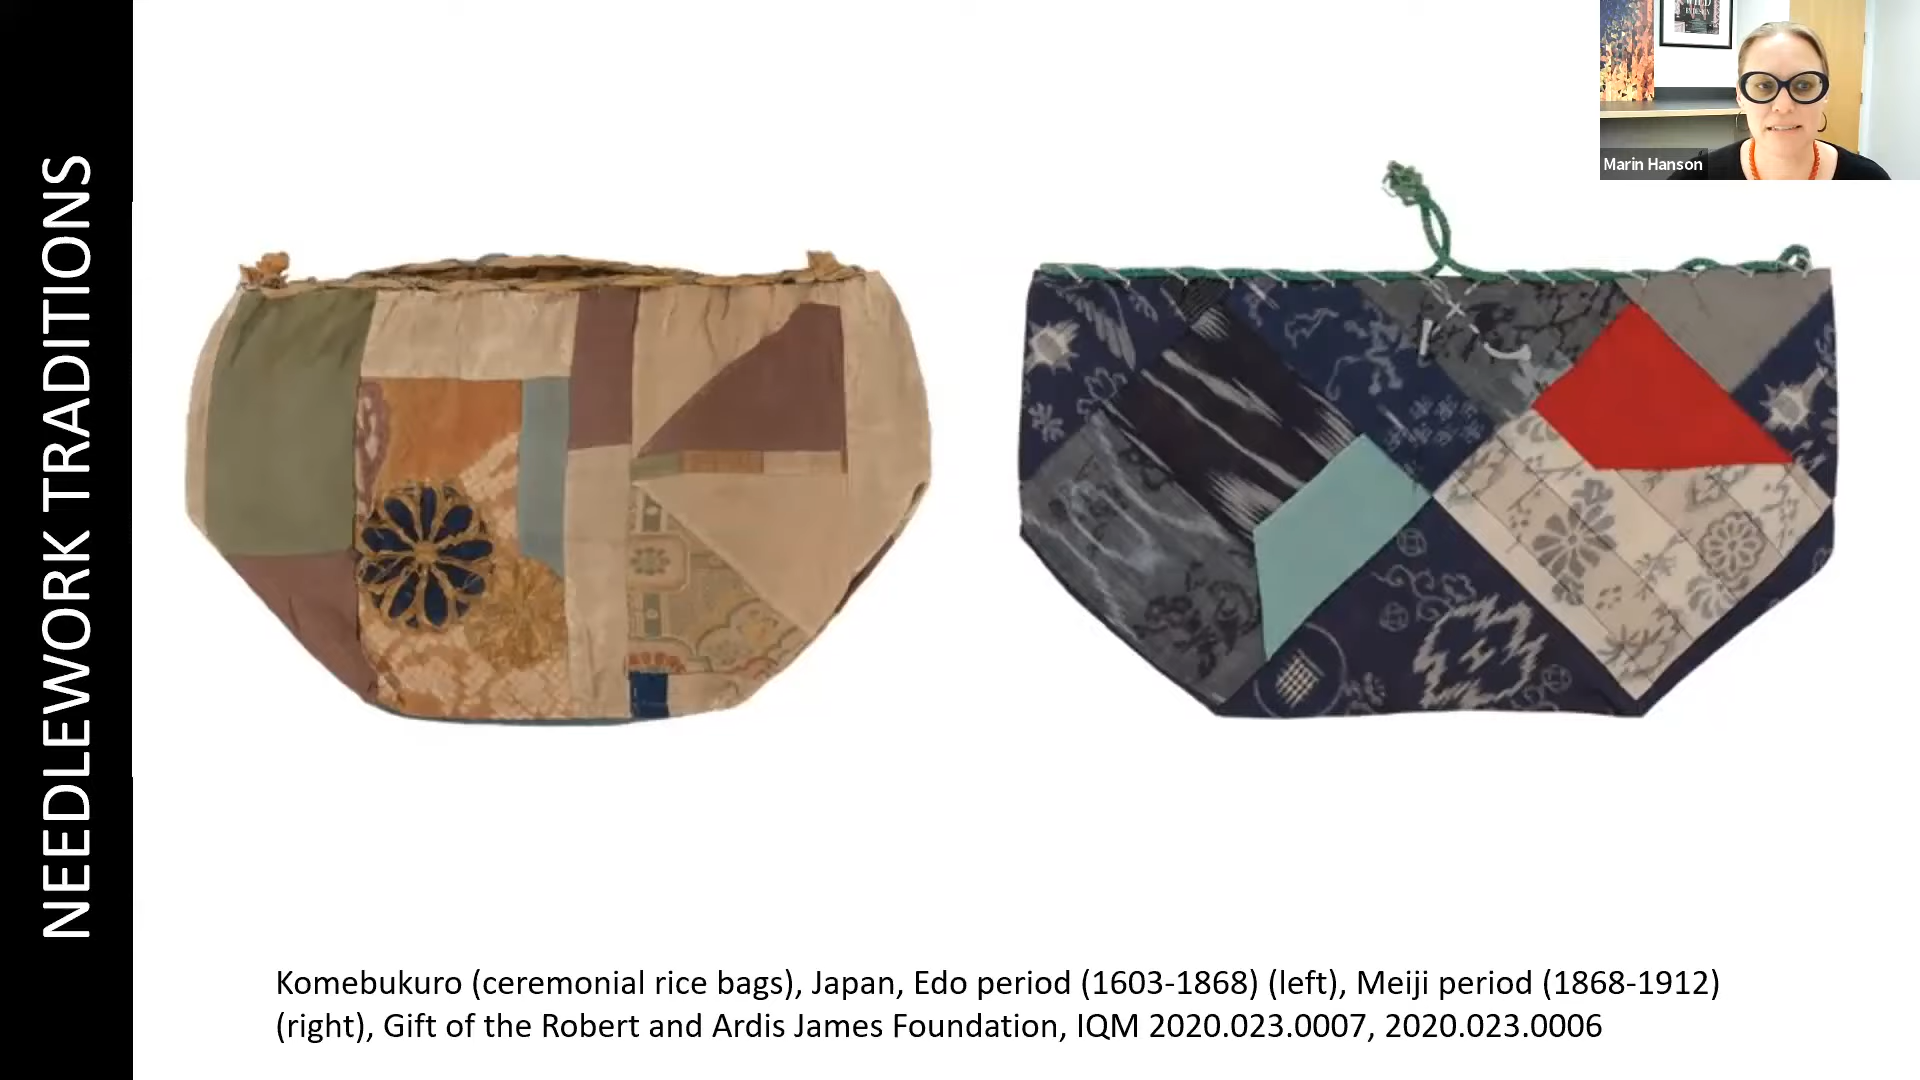 NEEDLEWORK TRADITIONS
Marin Hanson
Komebukuro (ceremonial rice bags), Japan, Edo period (1603-1868) (left), Meiji period (1868-1912)
(right), Gift of the Robert and Ardis James Foundation, IQM 2020.023.0007, 2020.023.0006